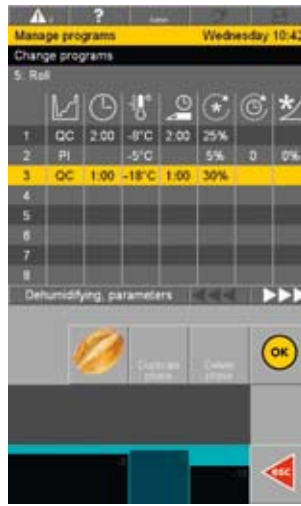 ?
Manage programs Wednesday 10:42
Change programs
5: Roll
1 QC 2:00 -8°C 2:00 25%
2 PI -5°C 5% 0 0%
3 QC 1:00 -18°C 1:00 30%
4
5
6
7
8
Dehumidifying, parameters
Duplicate phase Delete phase
OK
esc